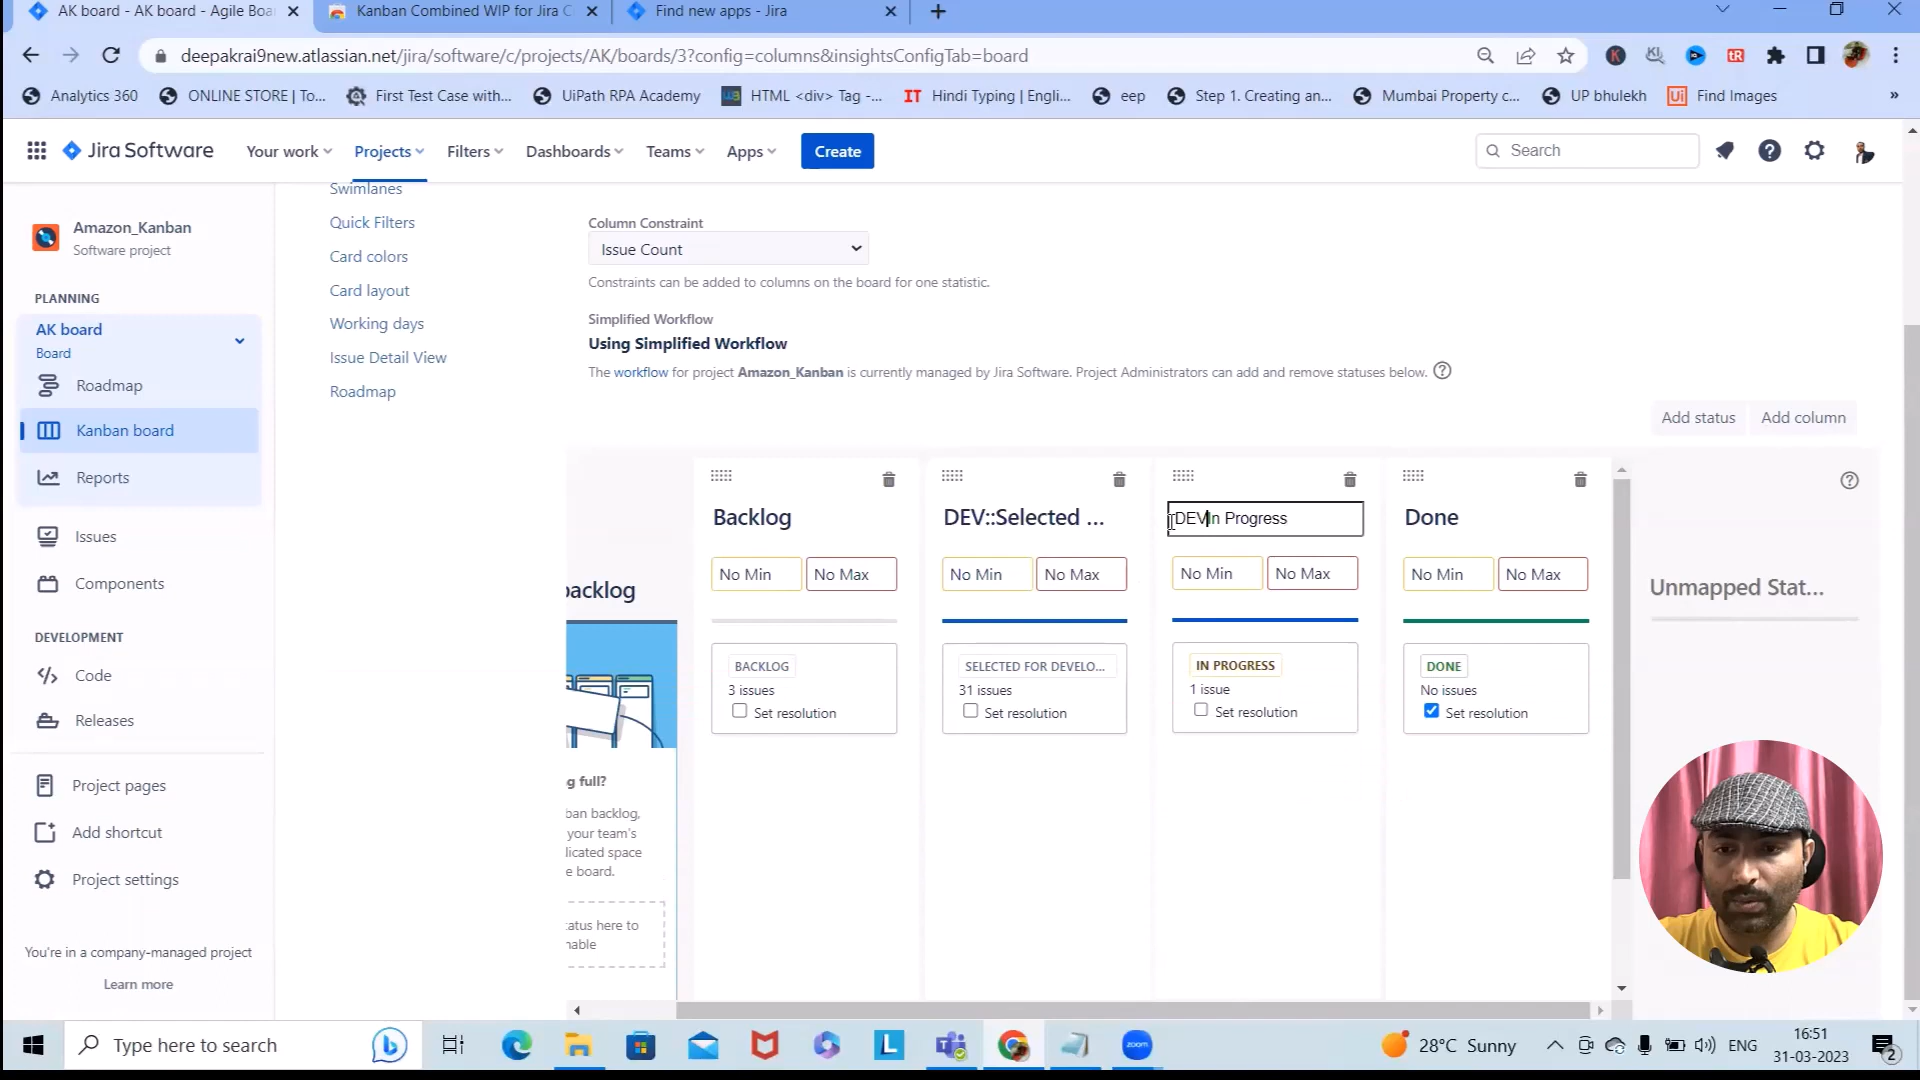 AK board - AK board - Agile Boa
Kanban Combined WIP for Jira C
Find new apps - Jira
deepakrai9new.atlassian.net/jira/software/c/projects/AK/boards/3?config=columns&insightsConfigTab=board
Analytics 360
ONLINE STORE | To...
First Test Case with...
UiPath RPA Academy
HTML <div> Tag -...
IT Hindi Typing | Engli...
eep
Step 1. Creating an...
Mumbai Property c...
UP bhulekh
Ui Find Images
»
Jira Software
Your work
Projects
Filters
Dashboards
Teams
Apps
Create
Search
Amazon_Kanban
Software project
PLANNING
AK board
Board
Roadmap
Kanban board
Reports
Issues
Components
DEVELOPMENT
Code
Releases
Project pages
Add shortcut
Project settings
You're in a company-managed project
Learn more
Swimlanes
Quick Filters
Card colors
Card layout
Working days
Issue Detail View
Roadmap
Column Constraint
Issue Count
Constraints can be added to columns on the board for one statistic.
Simplified Workflow
Using Simplified Workflow
The workflow for project Amazon_Kanban is currently managed by Jira Software. Project Administrators can add and remove statuses below.
Add status
Add column
backlog
g full?
ban backlog,
your team's
licated space
e board.
tatus here to
nable
Backlog
No Min
No Max
BACKLOG
3 issues
Set resolution
DEV::Selected ...
No Min
No Max
SELECTED FOR DEVELO...
31 issues
Set resolution
DEVIn Progress
No Min
No Max
IN PROGRESS
1 issue
Set resolution
Done
No Min
No Max
DONE
No issues
Set resolution
Unmapped Stat...
Type here to search
zoom
28°C Sunny
ENG
16:51
31-03-2023
2